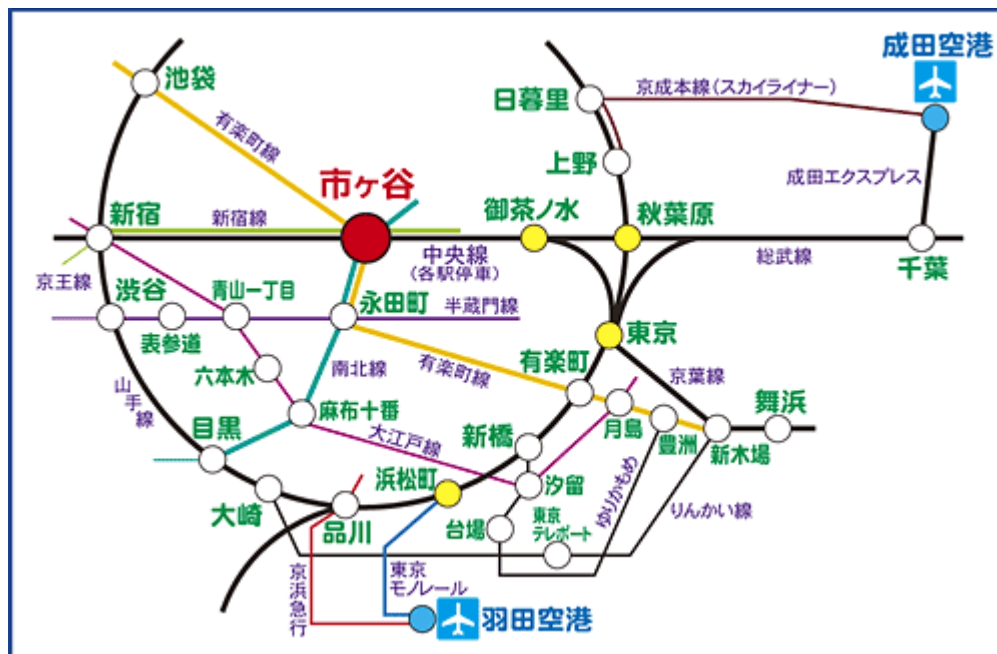 成田空港
池袋
日暮里
京成本線(スカイライナー)
有楽町線
上野
市ヶ谷
成田エクスプレス
新宿
新宿線
御茶ノ水
秋葉原
中央線
(各駅停車)
総武線
千葉
京王線
渋谷
青山一丁目
永田町
半蔵門線
表参道
東京
有楽町
六本木
南北線
有楽町線
京葉線
山手線
麻布十番
月島
豊洲
舞浜
新木場
目黒
大江戸線
新橋
浜松町
汐留
ゆりかもめ
りんかい線
大崎
品川
台場
東京
テレポート
京浜急行
東京
モノレール
羽田空港